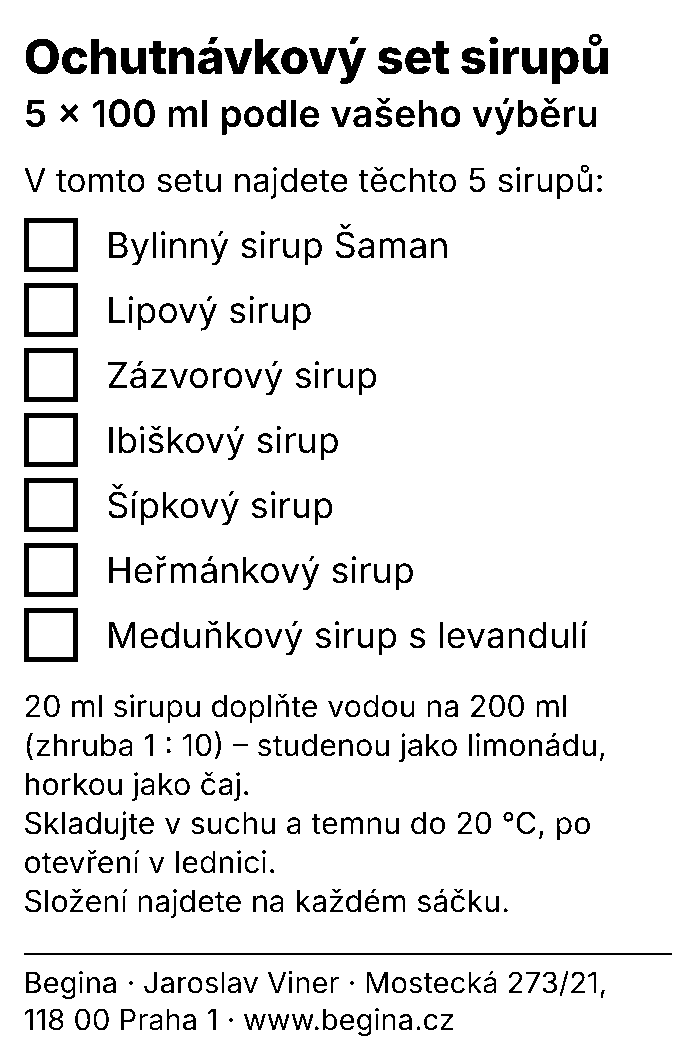 Ochutnávkový set sirupů
5 × 100 ml podle vašeho výběru
V tomto setu najdete těchto 5 sirupů:
Bylinný sirup Šaman
Lipový sirup
Zázvorový sirup
Ibiškový sirup
Šípkový sirup
Heřmánkový sirup
Meduňkový sirup s levandulí
20 ml sirupu doplňte vodou na 200 ml
(zhruba 1 : 10) – studenou jako limonádu,
horkou jako čaj.
Skladujte v suchu a temnu do 20 °C, po
otevření v lednici.
Složení najdete na každém sáčku.
Begina · Jaroslav Viner · Mostecká 273/21,
118 00 Praha 1 · www.begina.cz